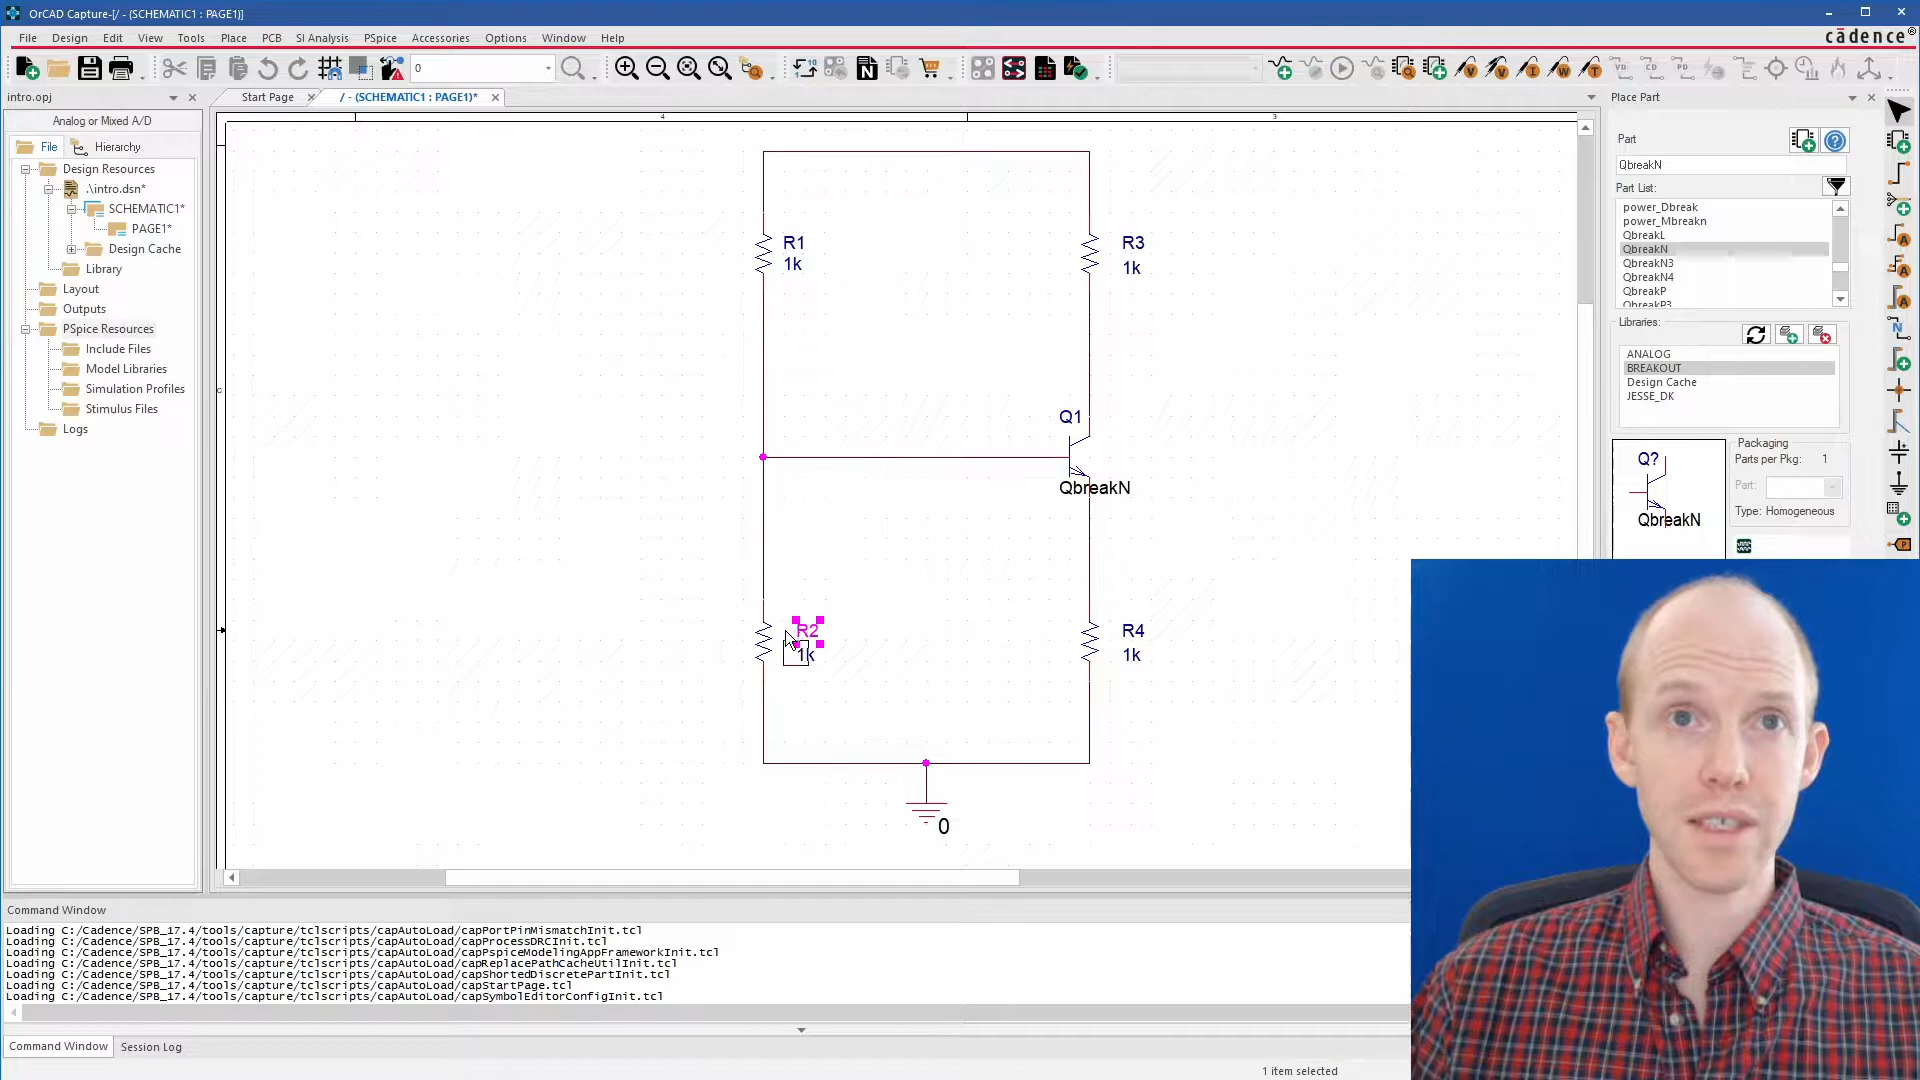 OrCAD Capture-[/ - (SCHEMATIC1 : PAGE1)]
File Design Edit View Tools Place PCB SI Analysis PSpice Accessories Options Window Help
cādence®
0
intro.opj
Start Page
/ - (SCHEMATIC1 : PAGE1)*
Place Part
Analog or Mixed A/D
File
Hierarchy
Design Resources
.\intro.dsn*
SCHEMATIC1*
PAGE1*
Design Cache
Library
Layout
Outputs
PSpice Resources
Include Files
Model Libraries
Simulation Profiles
Stimulus Files
Logs
4
3
C
R1
1k
R3
1k
Q1
QbreakN
R2
1k
R4
1k
0
Part
QbreakN
Part List:
power_Dbreak
power_Mbreakn
QbreakL
QbreakN
QbreakN3
QbreakN4
QbreakP
QbreakP3
Libraries:
ANALOG
BREAKOUT
Design Cache
JESSE_DK
Q?
QbreakN
Packaging
Parts per Pkg: 1
Part:
Type: Homogeneous
Command Window
Loading C:/Cadence/SPB_17.4/tools/capture/tclscripts/capAutoLoad/capPortPinMismatchInit.tcl
Loading C:/Cadence/SPB_17.4/tools/capture/tclscripts/capAutoLoad/capProcessDRCInit.tcl
Loading C:/Cadence/SPB_17.4/tools/capture/tclscripts/capAutoLoad/capPspiceModelingAppFrameworkInit.tcl
Loading C:/Cadence/SPB_17.4/tools/capture/tclscripts/capAutoLoad/capReplacePathCacheUtilInit.tcl
Loading C:/Cadence/SPB_17.4/tools/capture/tclscripts/capAutoLoad/capShortedDiscretePartInit.tcl
Loading C:/Cadence/SPB_17.4/tools/capture/tclscripts/capAutoLoad/capStartPage.tcl
Loading C:/Cadence/SPB_17.4/tools/capture/tclscripts/capAutoLoad/capSymbolEditorConfigInit.tcl
Command Window
Session Log
1 item selected